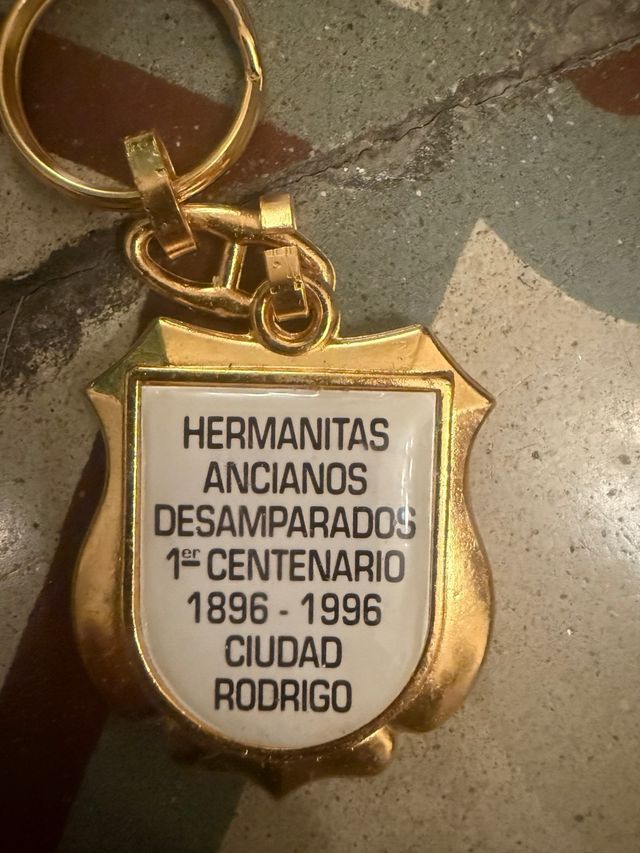 HERMANITAS
ANCIANOS
DESAMPARADOS
1er CENTENARIO
1896 - 1996
CIUDAD
RODRIGO